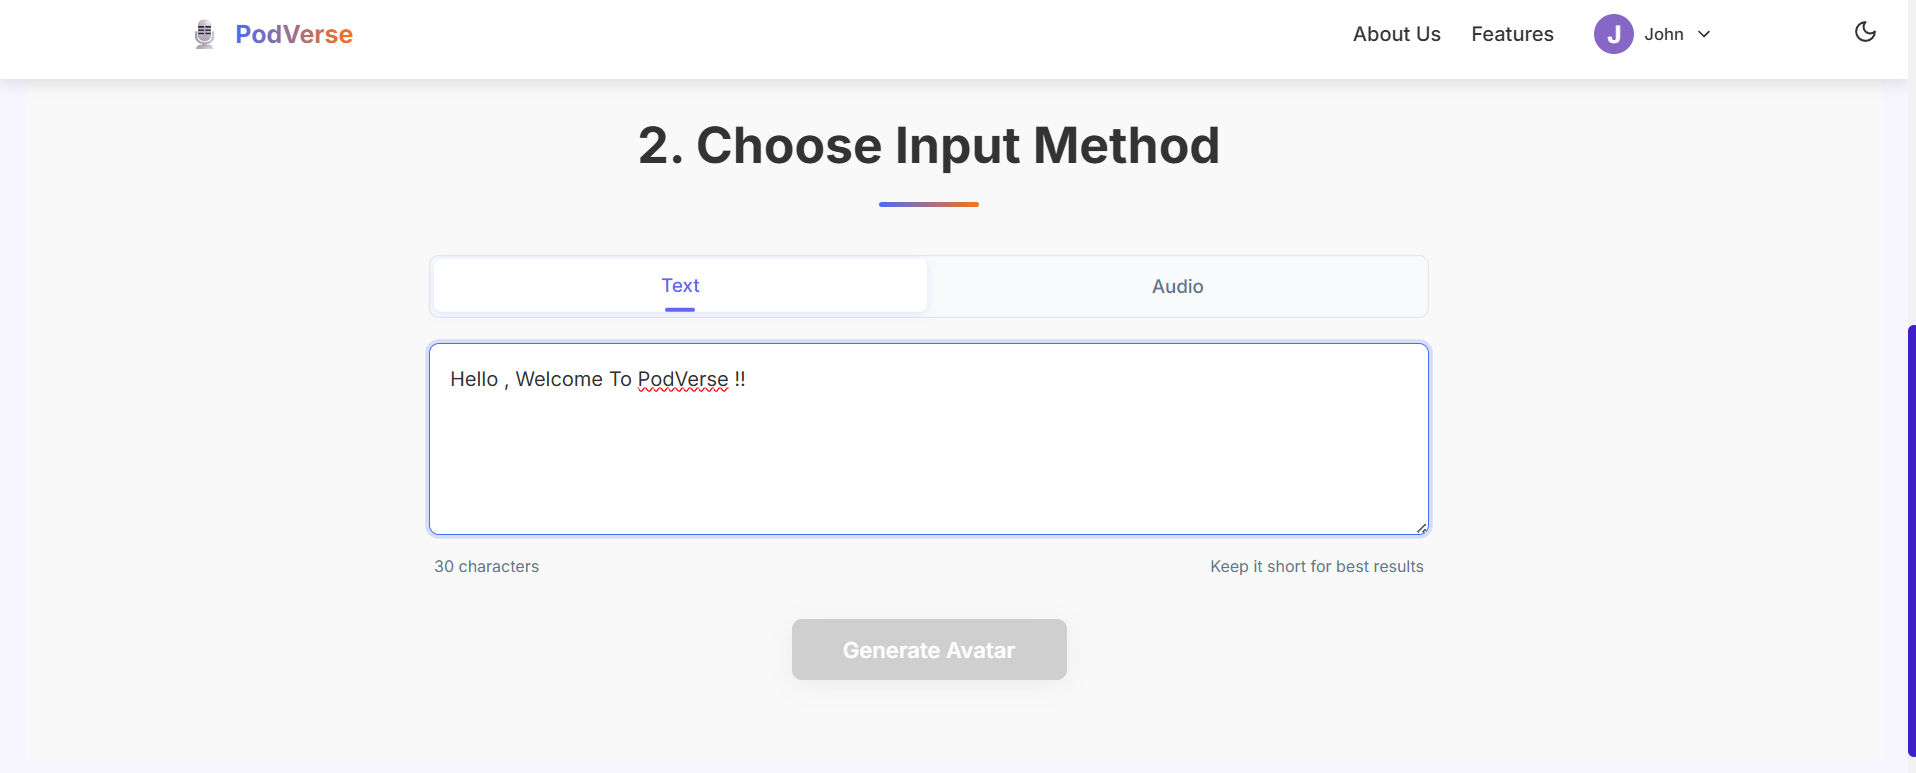 PodVerse
About Us Features J John
2. Choose Input Method
Text Audio
Hello , Welcome To PodVerse !!
30 characters Keep it short for best results
Generate Avatar